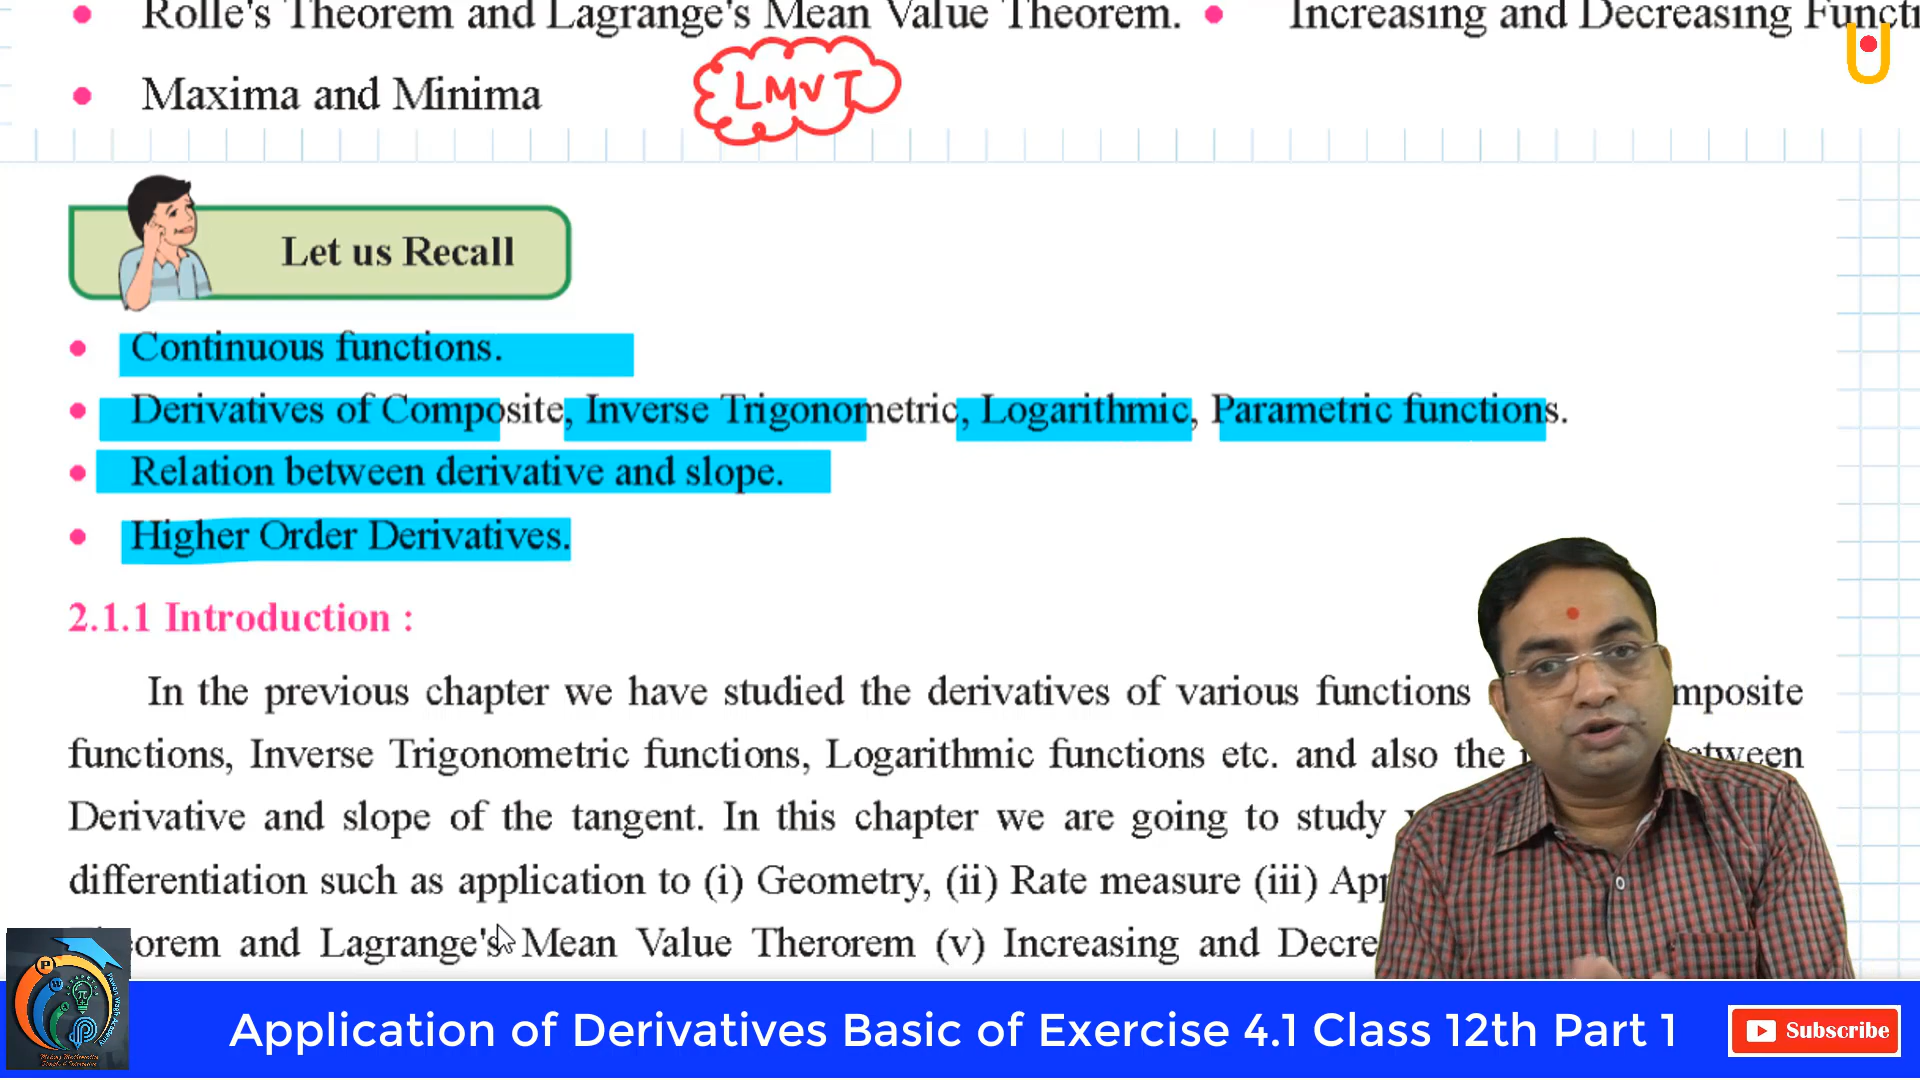 Rolle's Theorem and Lagrange's Mean Value Theorem. • Increasing and Decreasing Functi
• Maxima and Minima
LMVT
Let us Recall
• Continuous functions.
• Derivatives of Composite, Inverse Trigonometric, Logarithmic, Parametric functions.
• Relation between derivative and slope.
• Higher Order Derivatives.
2.1.1 Introduction :
In the previous chapter we have studied the derivatives of various functions mposite
functions, Inverse Trigonometric functions, Logarithmic functions etc. and also the between
Derivative and slope of the tangent. In this chapter we are going to study
differentiation such as application to (i) Geometry, (ii) Rate measure (iii) App
orem and Lagrange's Mean Value Therorem (v) Increasing and Decre
Application of Derivatives Basic of Exercise 4.1 Class 12th Part 1
Subscribe